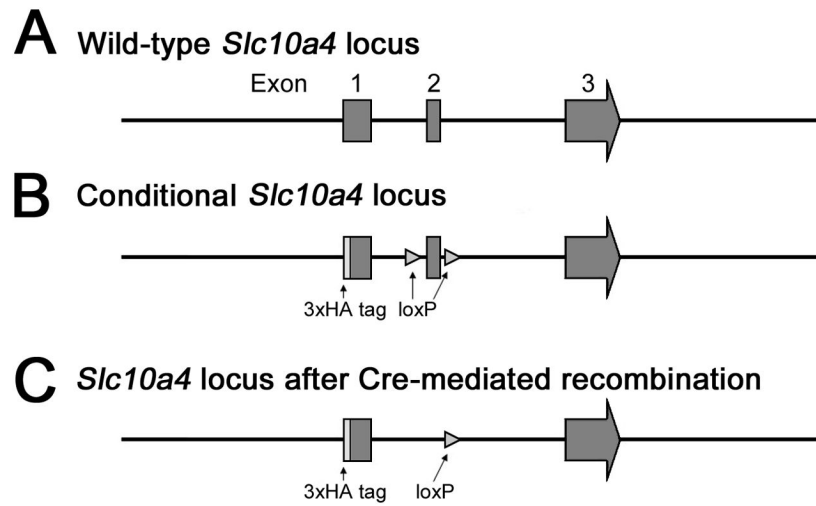 A Wild-type Slc10a4 locus
Exon 1 2 3
B Conditional Slc10a4 locus
3xHA tag loxP
C Slc10a4 locus after Cre-mediated recombination
3xHA tag loxP